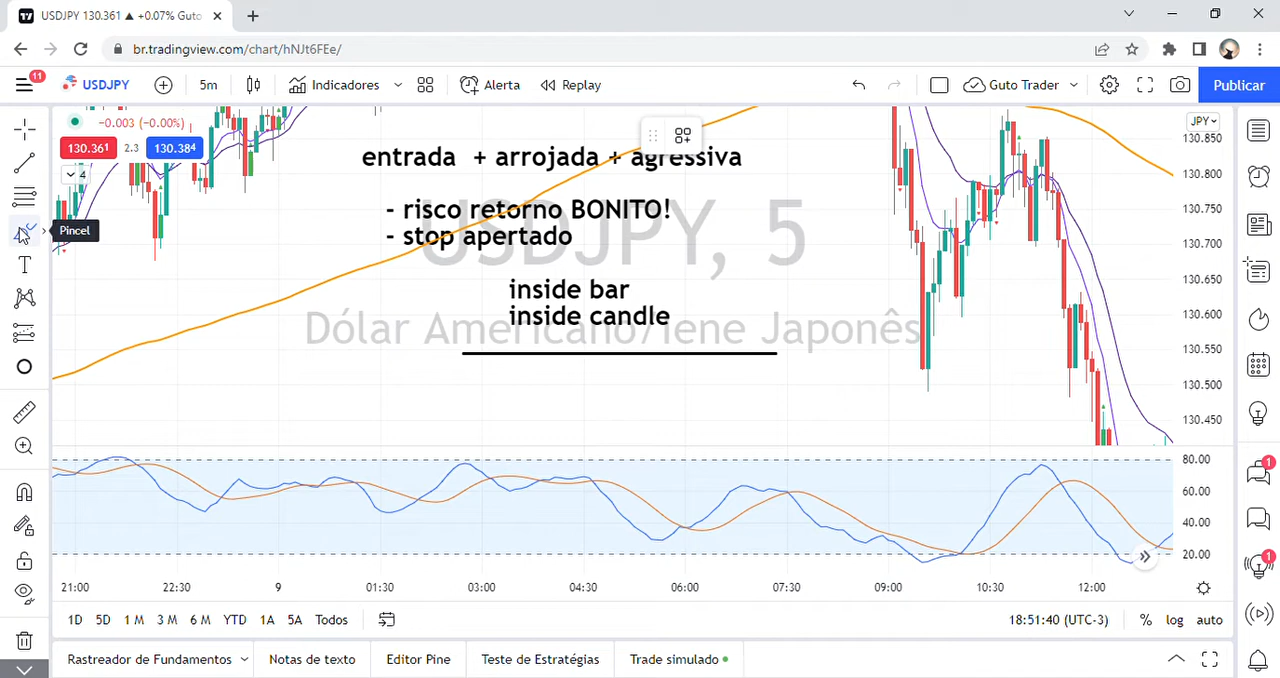 USDJPY 130.361 ▲ +0.07% Guto
br.tradingview.com/chart/hNJt6FEe/
11
USDJPY
5m
Indicadores
Alerta
Replay
Guto Trader
Publicar
−0.003 (−0.00%)
JPY
130.361 2.3 130.384
4
entrada + arrojada + agressiva
- risco retorno BONITO!
- stop apertado
inside bar
inside candle
USDJPY, 5
Dólar Americano/Iene Japonês
Pincel
130.850
130.800
130.750
130.700
130.650
130.600
130.550
130.500
130.450
80.00
60.00
40.00
20.00
1
1
21:00 22:30 9 01:30 03:00 04:30 06:00 07:30 09:00 10:30 12:00
1D 5D 1 M 3 M 6 M YTD 1A 5A Todos
18:51:40 (UTC-3) % log auto
Rastreador de Fundamentos Notas de texto Editor Pine Teste de Estratégias Trade simulado